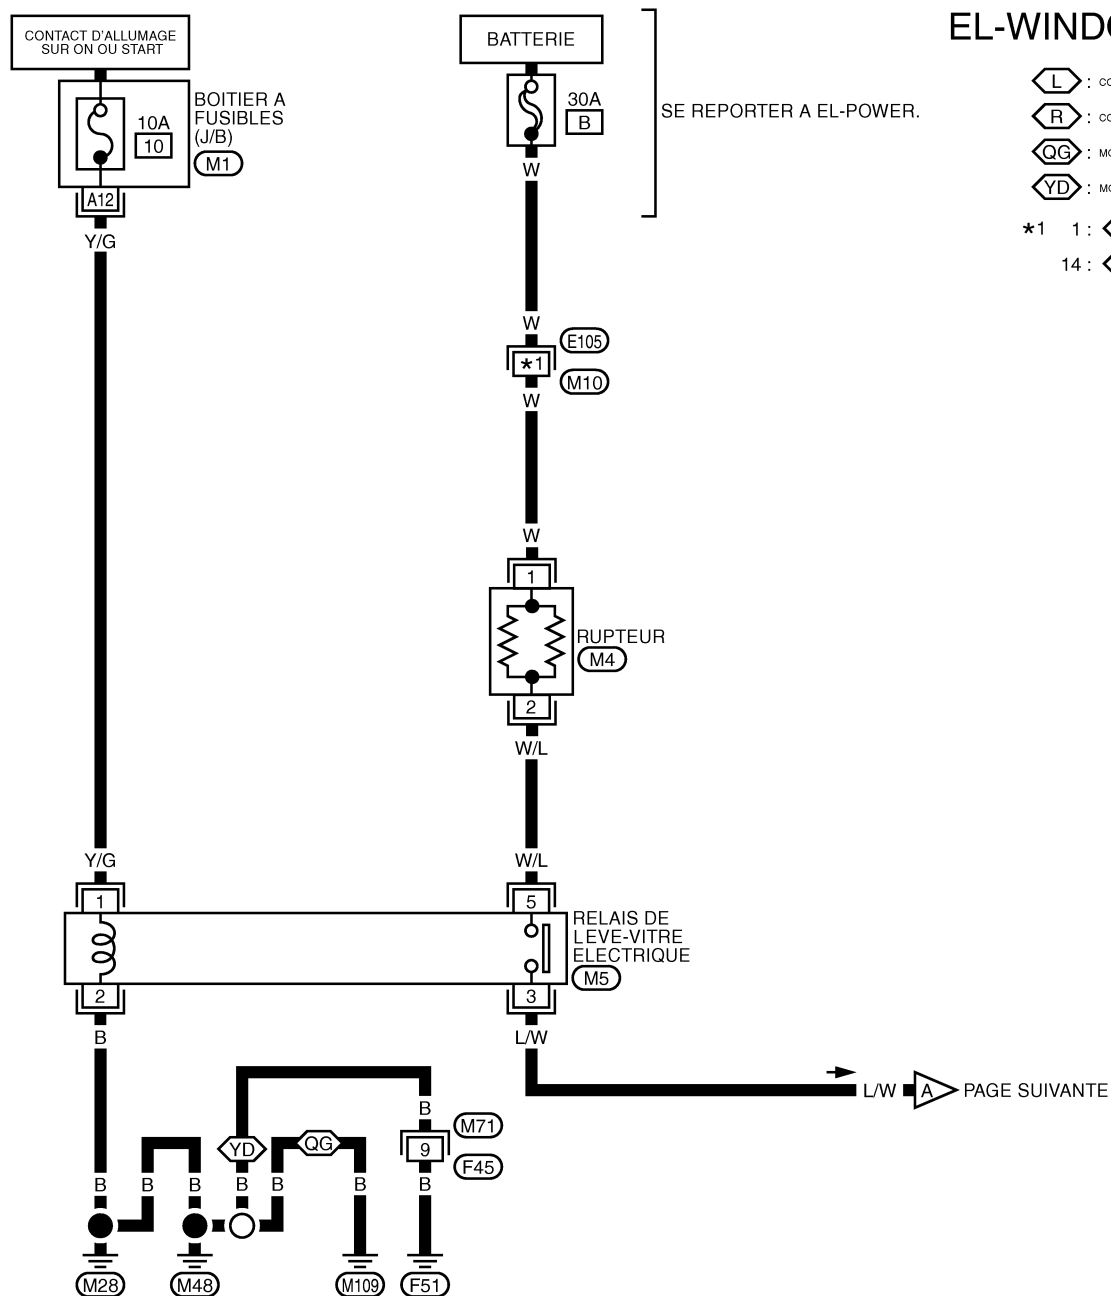 CONTACT D'ALLUMAGE
SUR ON OU START
BATTERIE
10A
10
BOITIER A
FUSIBLES
(J/B)
M1
A12
Y/G
30A
B
SE REPORTER A EL-POWER.
W
L :
R :
QG :
YD :
*1 1 :
14 :
W
E105
*1
M10
W
W
1
RUPTEUR
M4
2
W/L
Y/G
W/L
1
5
RELAIS DE
LEVE-VITRE
ELECTRIQUE
M5
2
3
B
L/W
L/W
A
PAGE SUIVANTE
B
M71
YD
QG
9
F45
B
B
B
B
B
B
B
M28
M48
M109
F51